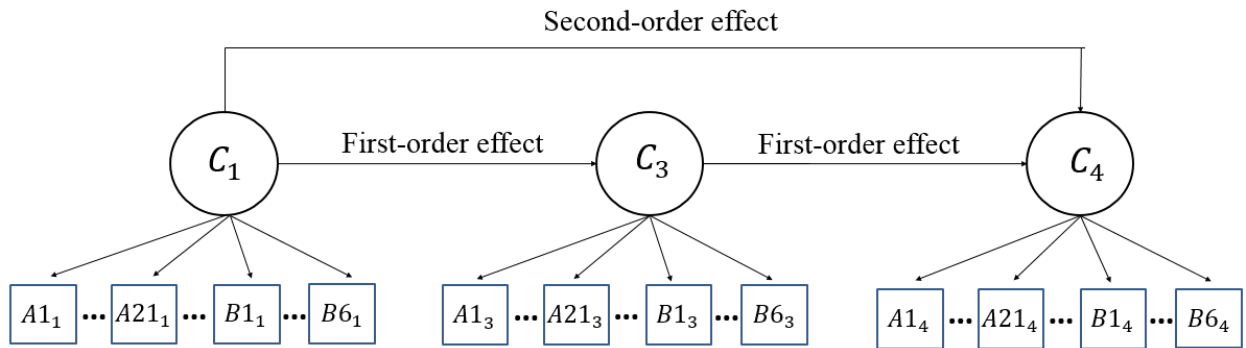 Second-order effect
C₁ First-order effect C₃ First-order effect C₄
A1₁ ... A21₁ ... B1₁ ... B6₁ A1₃ ... A21₃ ... B1₃ ... B6₃ A1₄ ... A21₄ ... B1₄ ... B6₄